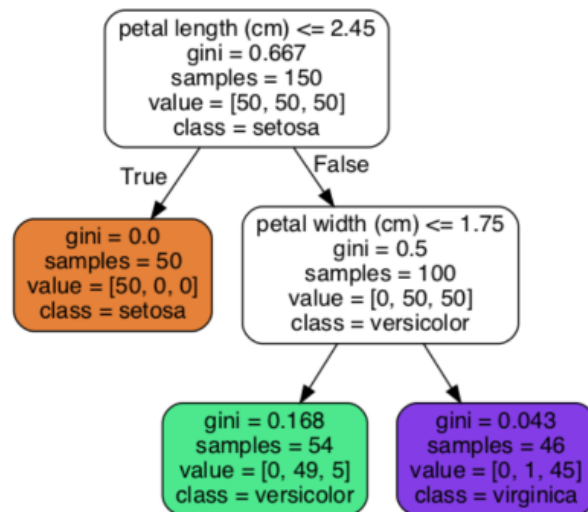 petal length (cm) <= 2.45
gini = 0.667
samples = 150
value = [50, 50, 50]
class = setosa
True
False
gini = 0.0
samples = 50
value = [50, 0, 0]
class = setosa
petal width (cm) <= 1.75
gini = 0.5
samples = 100
value = [0, 50, 50]
class = versicolor
gini = 0.168
samples = 54
value = [0, 49, 5]
class = versicolor
gini = 0.043
samples = 46
value = [0, 1, 45]
class = virginica